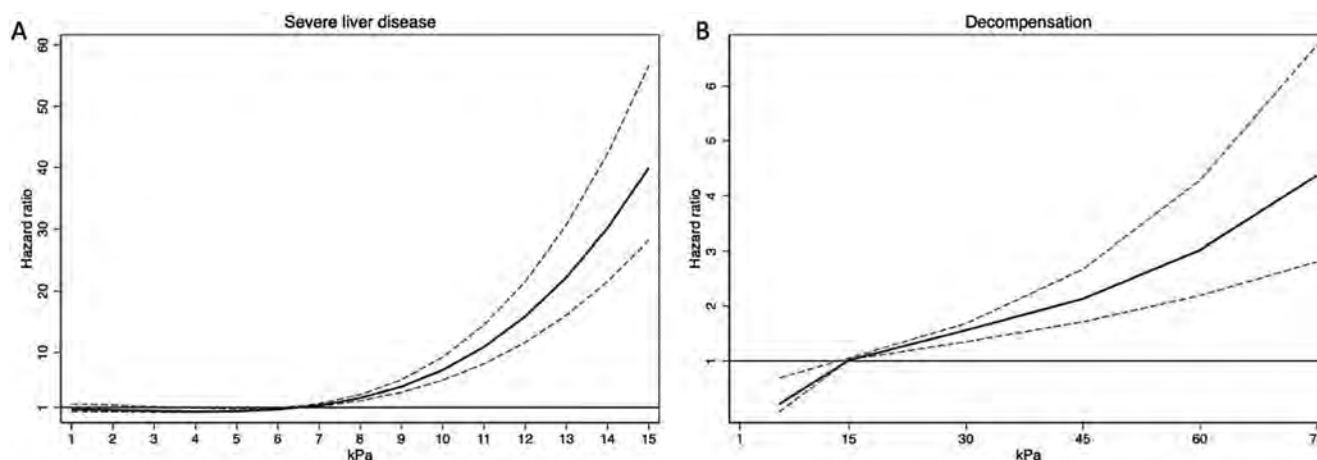 A
Severe liver disease
Hazard ratio
60
50
40
30
20
10
1
1 2 3 4 5 6 7 8 9 10 11 12 13 14 15
kPa
B
Decompensation
Hazard ratio
6
5
4
3
2
1
1 15 30 45 60
kPa